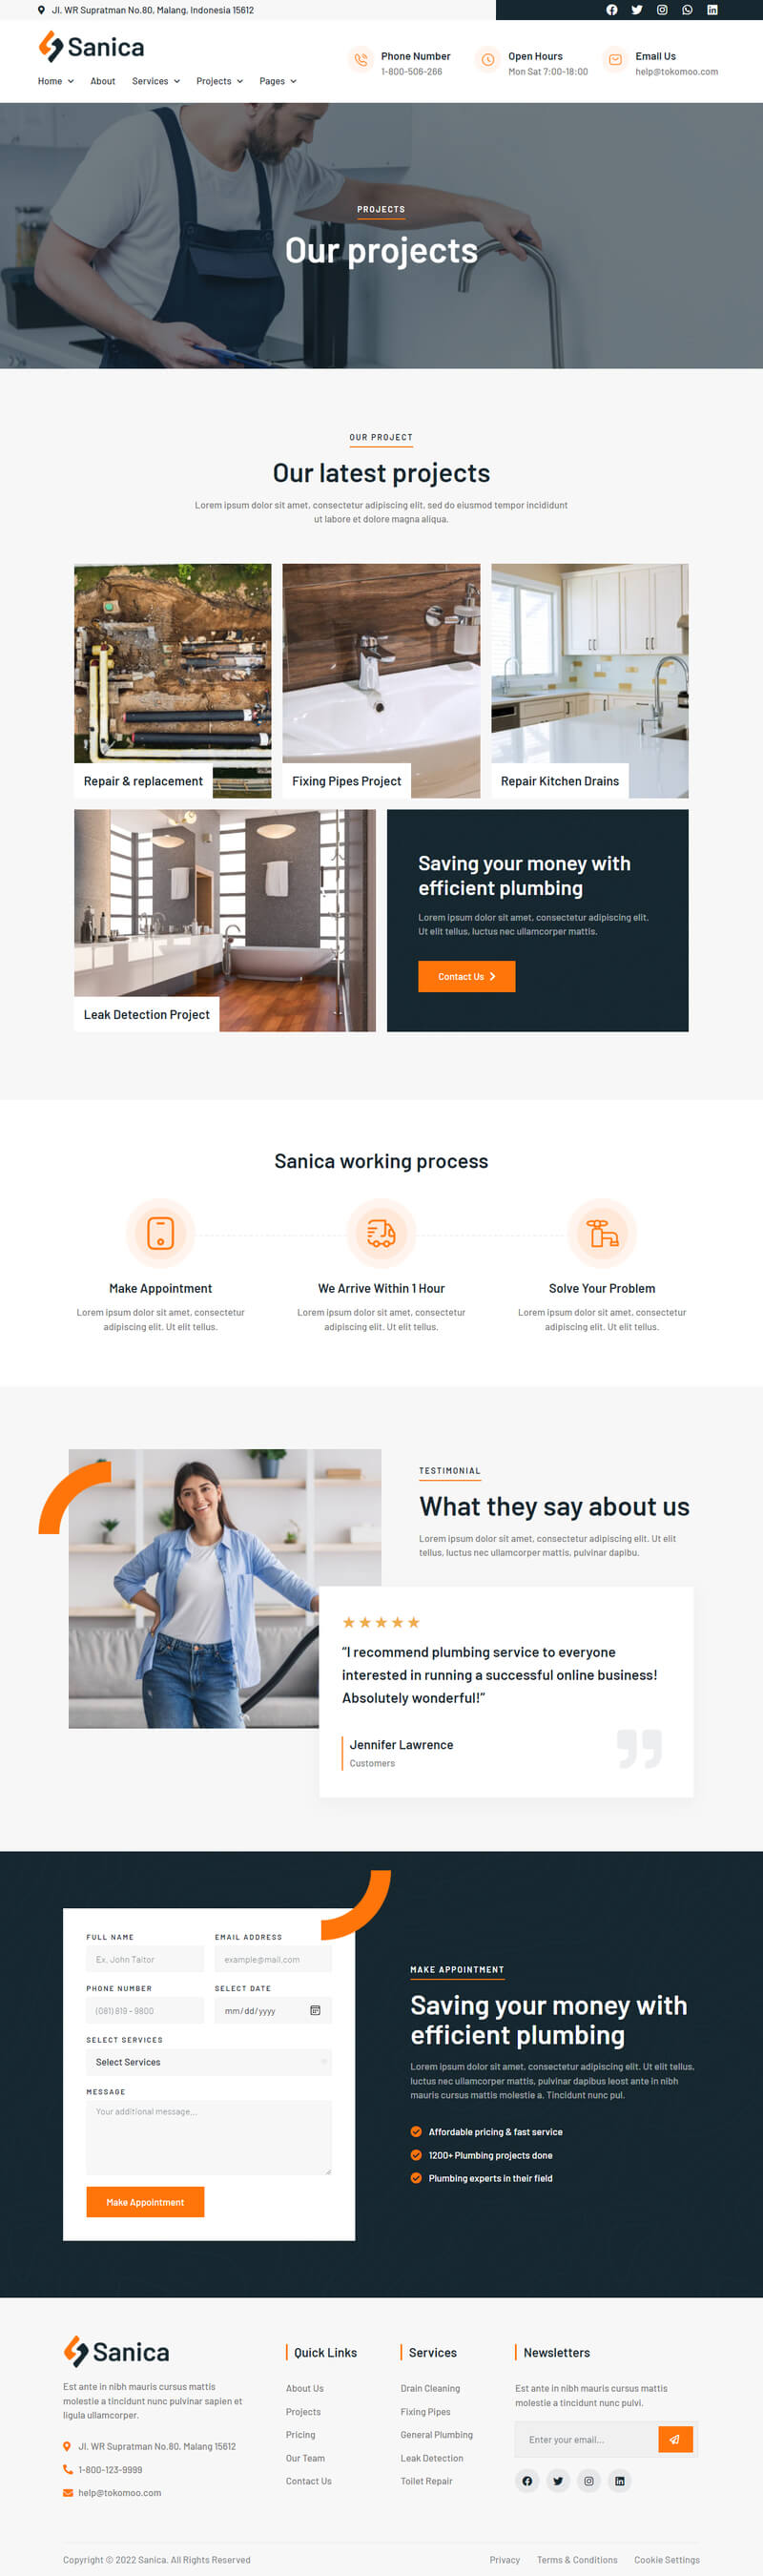 Jl. WR Supratman No.80, Malang, Indonesia 15612
Sanica
Home
About
Services
Projects
Pages
Phone Number
1-800-506-266
Open Hours
Mon Sat 7:00-18:00
Email Us
help@tokomoo.com
PROJECTS
Our projects
OUR PROJECT
Our latest projects
Lorem ipsum dolor sit amet, consectetur adipiscing elit, sed do eiusmod tempor incididunt
ut labore et dolore magna aliqua.
Repair & replacement
Fixing Pipes Project
Repair Kitchen Drains
Leak Detection Project
Saving your money with
efficient plumbing
Lorem ipsum dolor sit amet, consectetur adipiscing elit.
Ut elit tellus, luctus nec ullamcorper mattis.
Contact Us
Sanica working process
Make Appointment
Lorem ipsum dolor sit amet, consectetur
adipiscing elit. Ut elit tellus.
We Arrive Within 1 Hour
Lorem ipsum dolor sit amet, consectetur
adipiscing elit. Ut elit tellus.
Solve Your Problem
Lorem ipsum dolor sit amet, consectetur
adipiscing elit. Ut elit tellus.
TESTIMONIAL
What they say about us
Lorem ipsum dolor sit amet, consectetur adipiscing elit. Ut elit
tellus, luctus nec ullamcorper mattis, pulvinar dapibu.
"I recommend plumbing service to everyone
interested in running a successful online business!
Absolutely wonderful!"
Jennifer Lawrence
Customers
FULL NAME
Ex. John Taitor
EMAIL ADDRESS
example@mail.com
PHONE NUMBER
(081) 819 - 9800
SELECT DATE
mm/dd/yyyy
SELECT SERVICES
Select Services
MESSAGE
Your additional message...
Make Appointment
MAKE APPOINTMENT
Saving your money with
efficient plumbing
Lorem ipsum dolor sit amet, consectetur adipiscing elit. Ut elit tellus,
luctus nec ullamcorper mattis, pulvinar dapibus leost ante in nibh
mauris cursus mattis molestie a. Tincidunt nunc pul.
Affordable pricing & fast service
1200+ Plumbing projects done
Plumbing experts in their field
Sanica
Est ante in nibh mauris cursus mattis
molestie a tincidunt nunc pulvinar sapien et
ligula ullamcorper.
Jl. WR Supratman No.80, Malang 15612
1-800-123-9999
help@tokomoo.com
Quick Links
About Us
Projects
Pricing
Our Team
Contact Us
Services
Drain Cleaning
Fixing Pipes
General Plumbing
Leak Detection
Toilet Repair
Newsletters
Est ante in nibh mauris cursus mattis
molestie a tincidunt nunc pulvi.
Enter your email...
Copyright © 2022 Sanica. All Rights Reserved
Privacy
Terms & Conditions
Cookie Settings